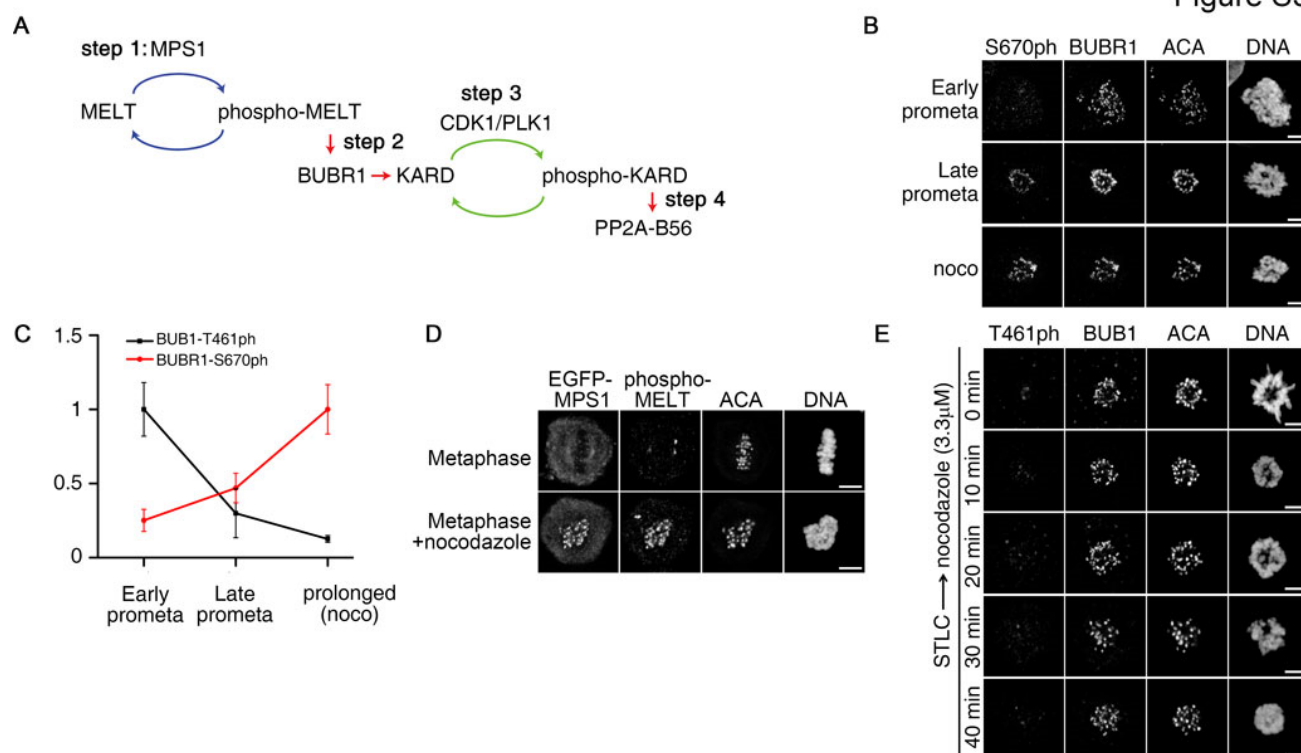 A
step 1: MPS1
MELT
phospho-MELT
step 2
step 3
CDK1/PLK1
BUBR1
KARD
phospho-KARD
step 4
PP2A-B56
B
S670ph BUBR1 ACA DNA
Early
prometa
Late
prometa
noco
C
1.5
1
0.5
0
BUB1-T461ph
BUBR1-S670ph
Early
prometa
Late
prometa
prolonged
(noco)
D
EGFP-
MPS1
phospho-
MELT
ACA
DNA
Metaphase
Metaphase
+nocodazole
E
T461ph BUB1 ACA DNA
STLC → nocodazole (3.3μM)
0 min
10 min
20 min
30 min
40 min